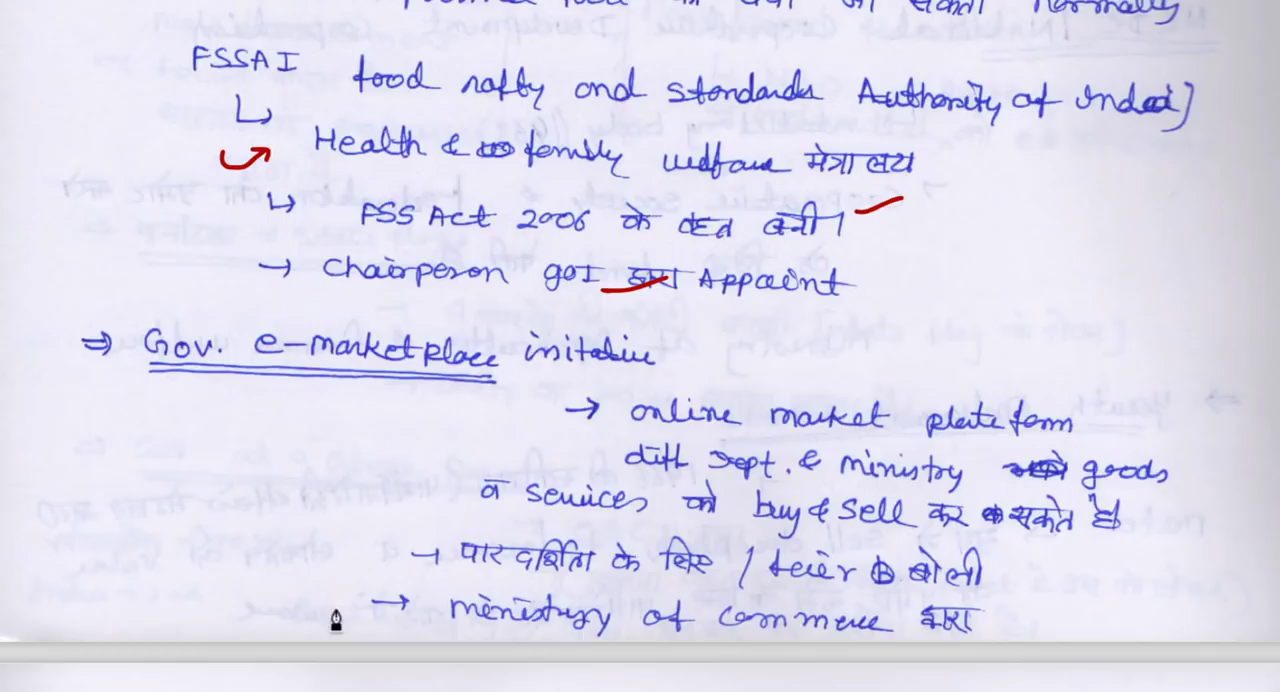 normally
FSSAI food safty and standards Authority of India]
↳ Health & family welfare मंत्रालय
↳ FSS Act 2006 के तहत बनी।
→ Chairperson GOI द्वारा Appoint
⇒ Gov. e-marketplace initative
→ online market plateform
diff dept. & ministry goods
व services को buy & sell कर सकेते हैं
→ पारदर्शिता के लिए / बोली
→ ministry of commerce द्वारा